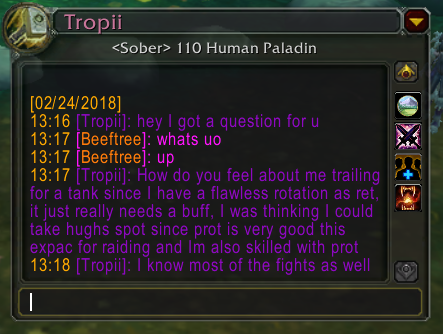 Tropii
<Sober> 110 Human Paladin
[02/24/2018]
13:16 [Tropii]: hey I got a question for u
13:17 [Beeftree]: whats uo
13:17 [Beeftree]: up
13:17 [Tropii]: How do you feel about me trailing
for a tank since I have a flawless rotation as ret,
it just really needs a buff, I was thinking I could
take hughs spot since prot is very good this
expac for raiding and Im also skilled with prot
13:18 [Tropii]: I know most of the fights as well